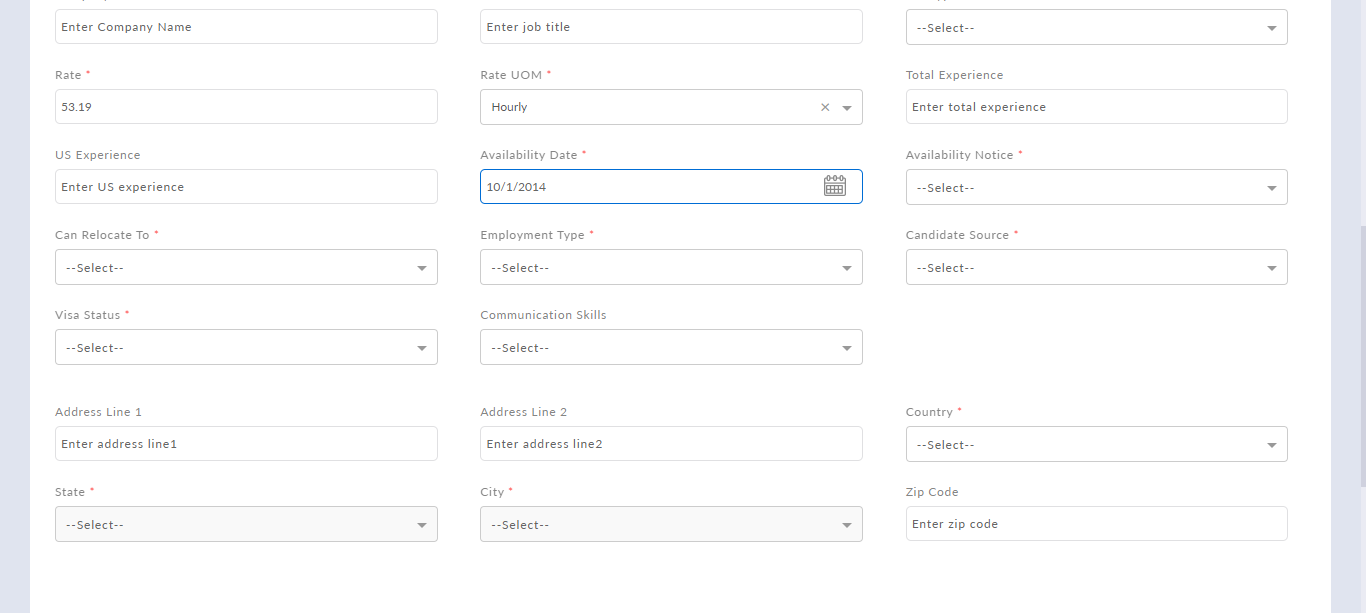 Enter Company Name
Enter job title
--Select--
Rate *
Rate UOM *
Total Experience
53.19
Hourly
Enter total experience
US Experience
Availability Date *
Availability Notice *
Enter US experience
10/1/2014
--Select--
Can Relocate To *
Employment Type *
Candidate Source *
--Select--
--Select--
--Select--
Visa Status *
Communication Skills
--Select--
--Select--
Address Line 1
Address Line 2
Country *
Enter address line1
Enter address line2
--Select--
State *
City *
Zip Code
--Select--
--Select--
Enter zip code